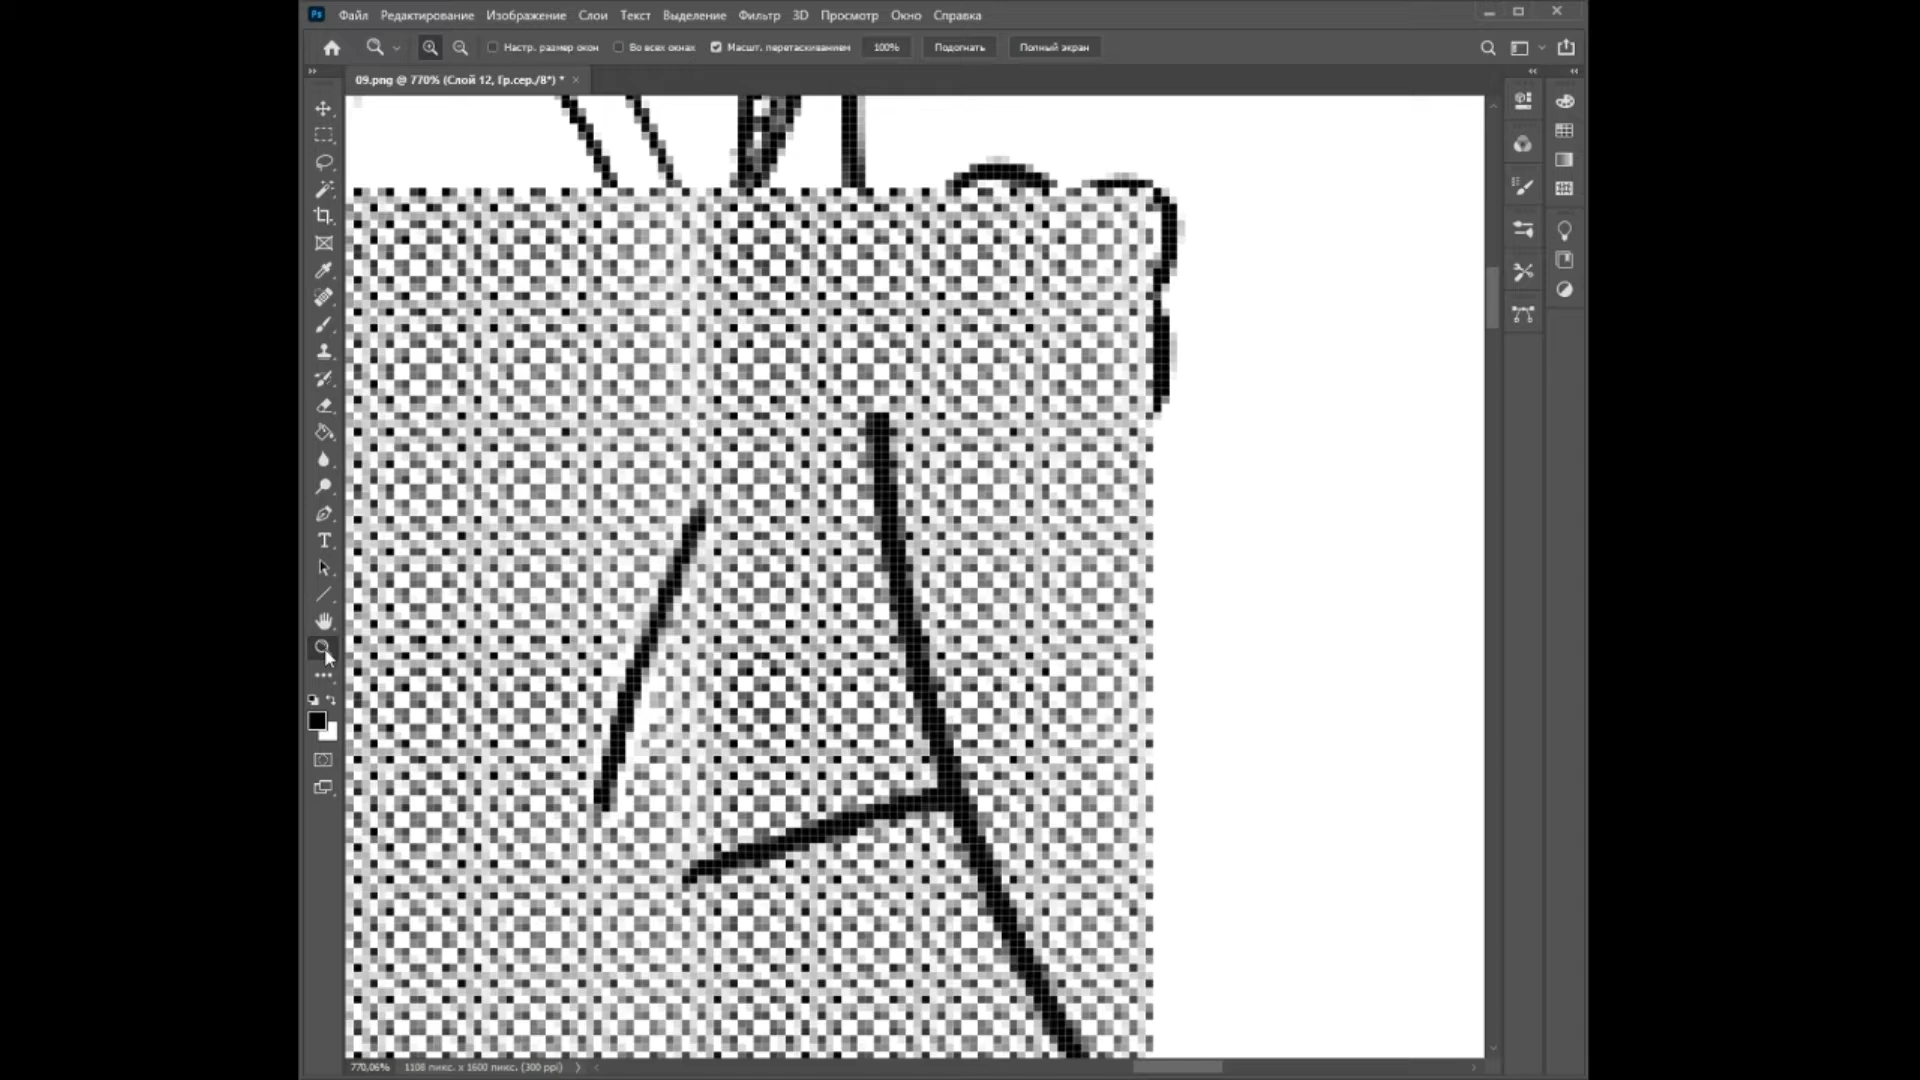 Ps Файл Редактирование Изображение Слои Текст Выделение Фильтр 3D Просмотр Окно Справка
Настр. размер окон Во всех окнах Масшт. перетаскиванием 100% Подогнать Полный экран
09.png @ 770% (Слой 12, Гр.сер./8*) *
T
770,06% 1108 пикс. x 1600 пикс. (300 ppi)